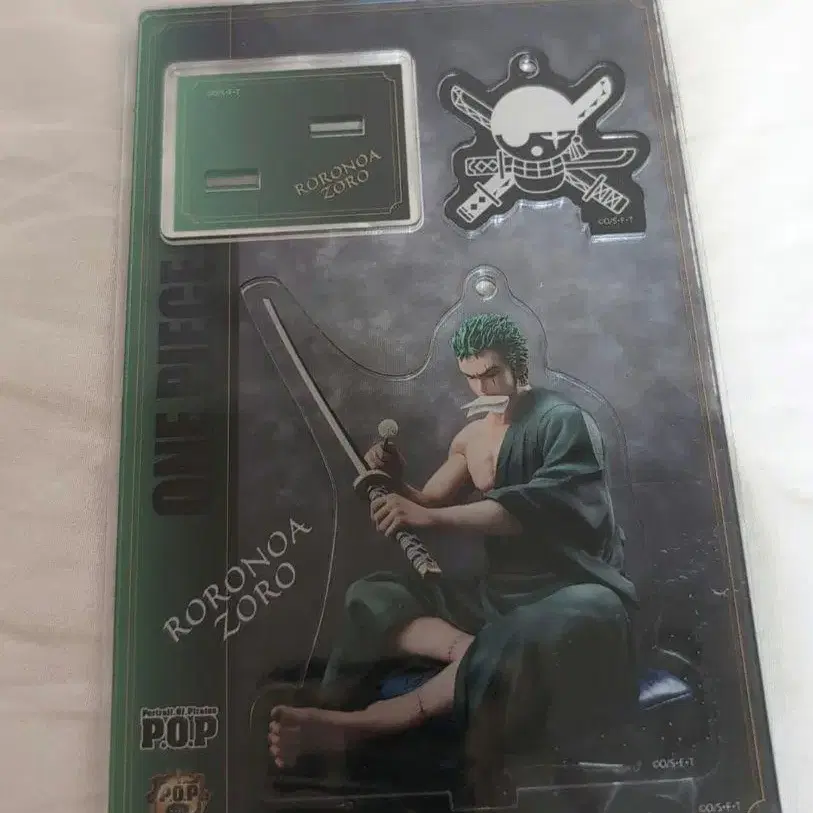 ©O/S・F・T
RORONOA
ZORO
©O/S・F・T
ONE PIECE
RORONOA
ZORO
Portrait.Of.Pirates
P.O.P
P.O.P
©O/S・F・T
©O/S・F・T